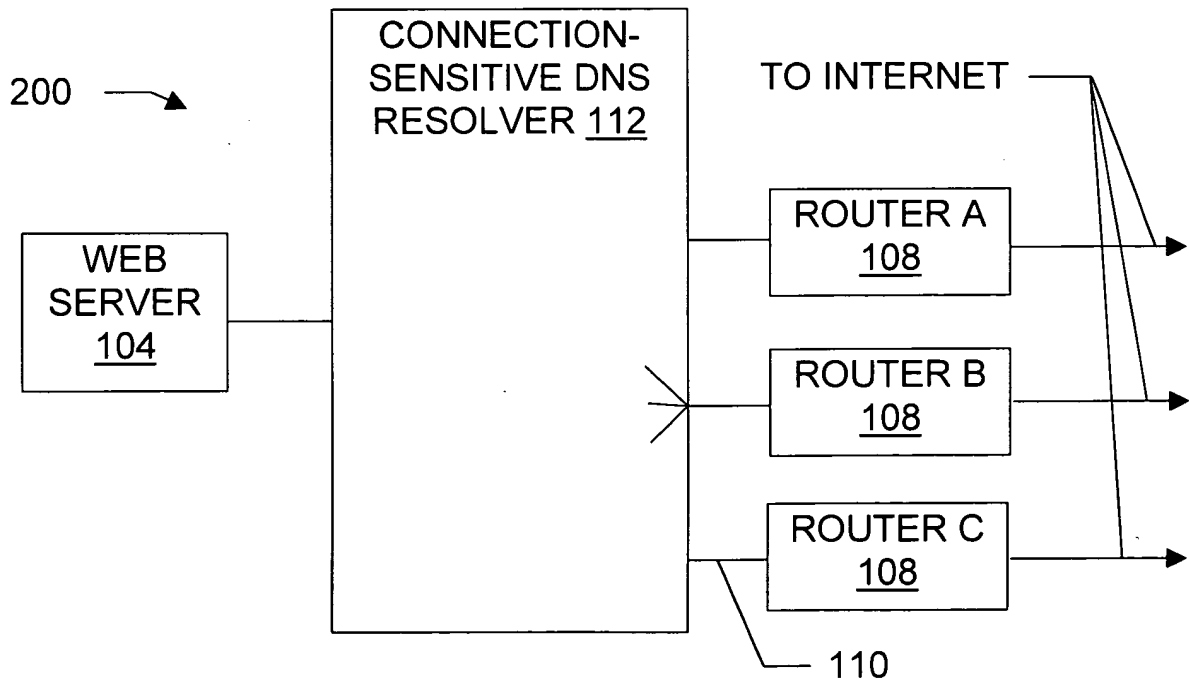 CONNECTION-
SENSITIVE DNS
RESOLVER 112
200
TO INTERNET
WEB
SERVER
104
ROUTER A
108
ROUTER B
108
ROUTER C
108
110